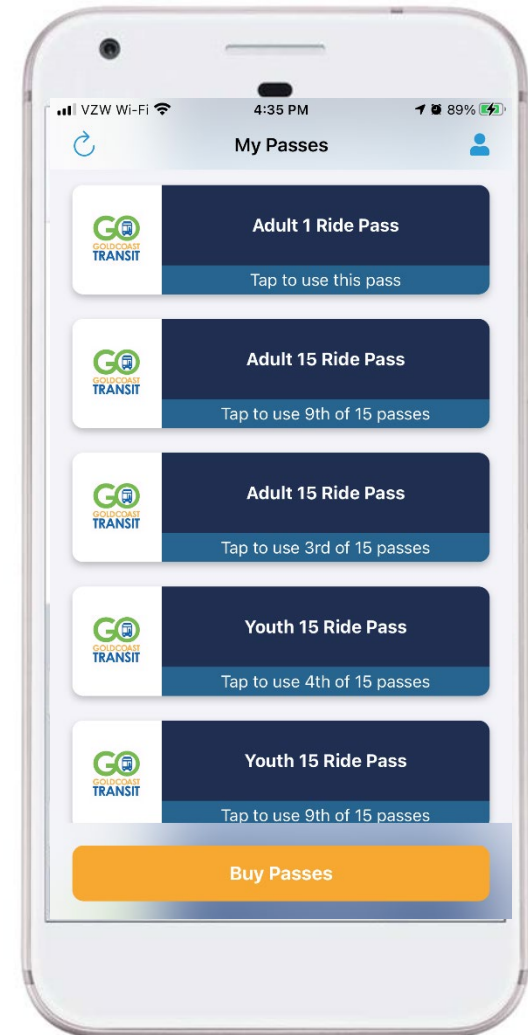 VZW Wi-Fi 4:35 PM 89%
My Passes
GO
GOLDCOAST
TRANSIT
Adult 1 Ride Pass
Tap to use this pass
GO
GOLDCOAST
TRANSIT
Adult 15 Ride Pass
Tap to use 9th of 15 passes
GO
GOLDCOAST
TRANSIT
Adult 15 Ride Pass
Tap to use 3rd of 15 passes
GO
GOLDCOAST
TRANSIT
Youth 15 Ride Pass
Tap to use 4th of 15 passes
GO
GOLDCOAST
TRANSIT
Youth 15 Ride Pass
Tap to use 9th of 15 passes
Buy Passes